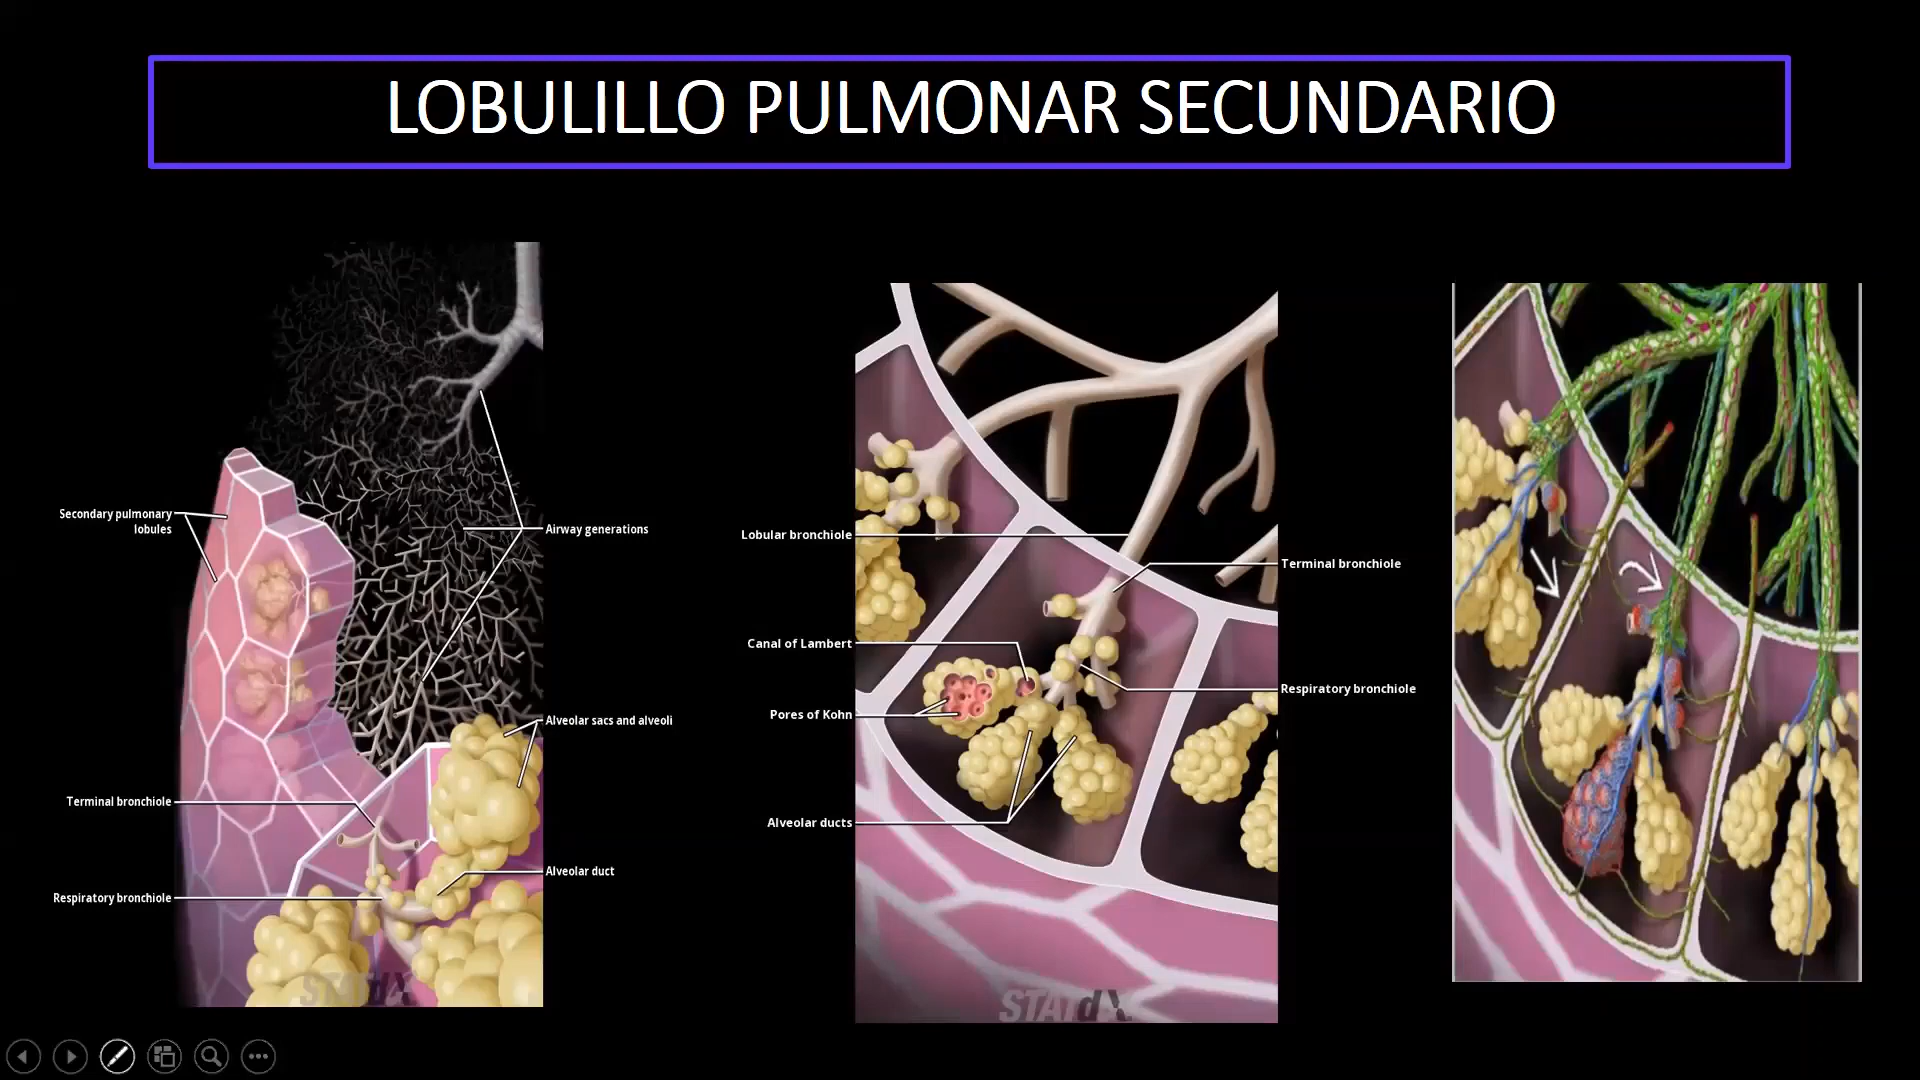 LOBULILLO PULMONAR SECUNDARIO
Secondary pulmonary
lobules
Airway generations
Alveolar sacs and alveoli
Terminal bronchiole
Alveolar duct
Respiratory bronchiole
STATdX
Lobular bronchiole
Terminal bronchiole
Canal of Lambert
Respiratory bronchiole
Pores of Kohn
Alveolar ducts
STATdX